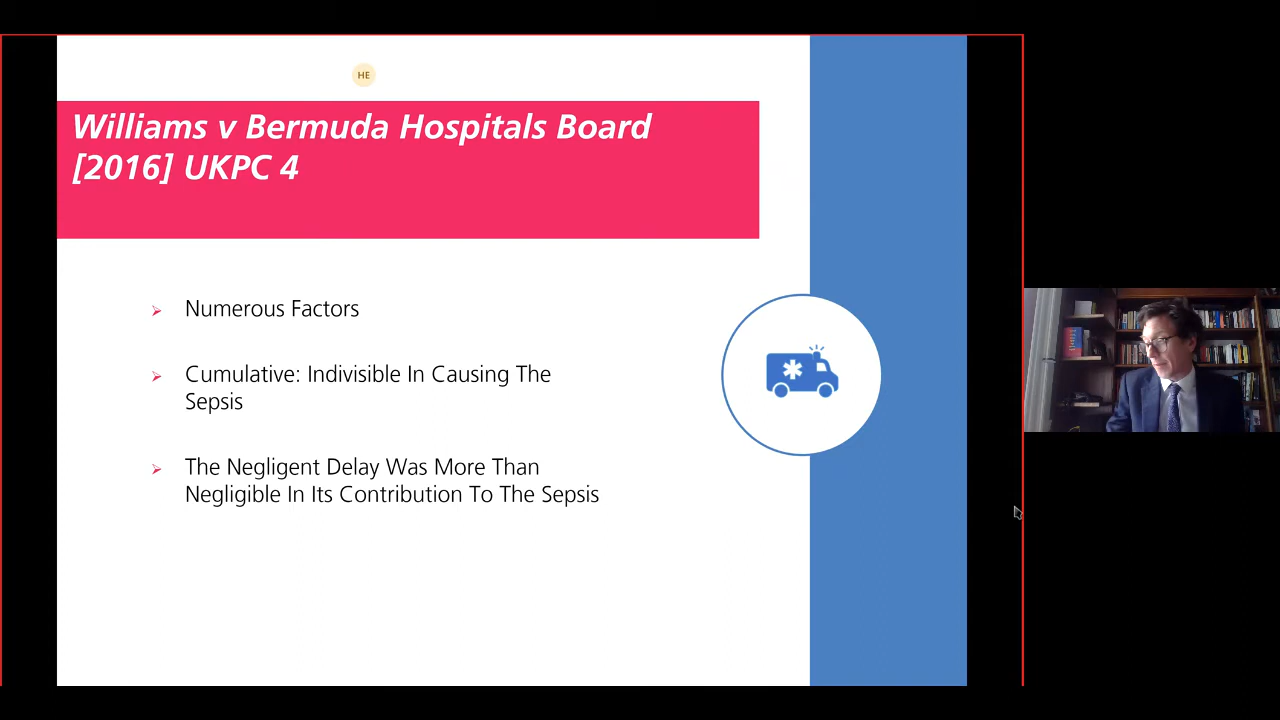 HE
Williams v Bermuda Hospitals Board
[2016] UKPC 4
Numerous Factors
Cumulative: Indivisible In Causing The
Sepsis
The Negligent Delay Was More Than
Negligible In Its Contribution To The Sepsis